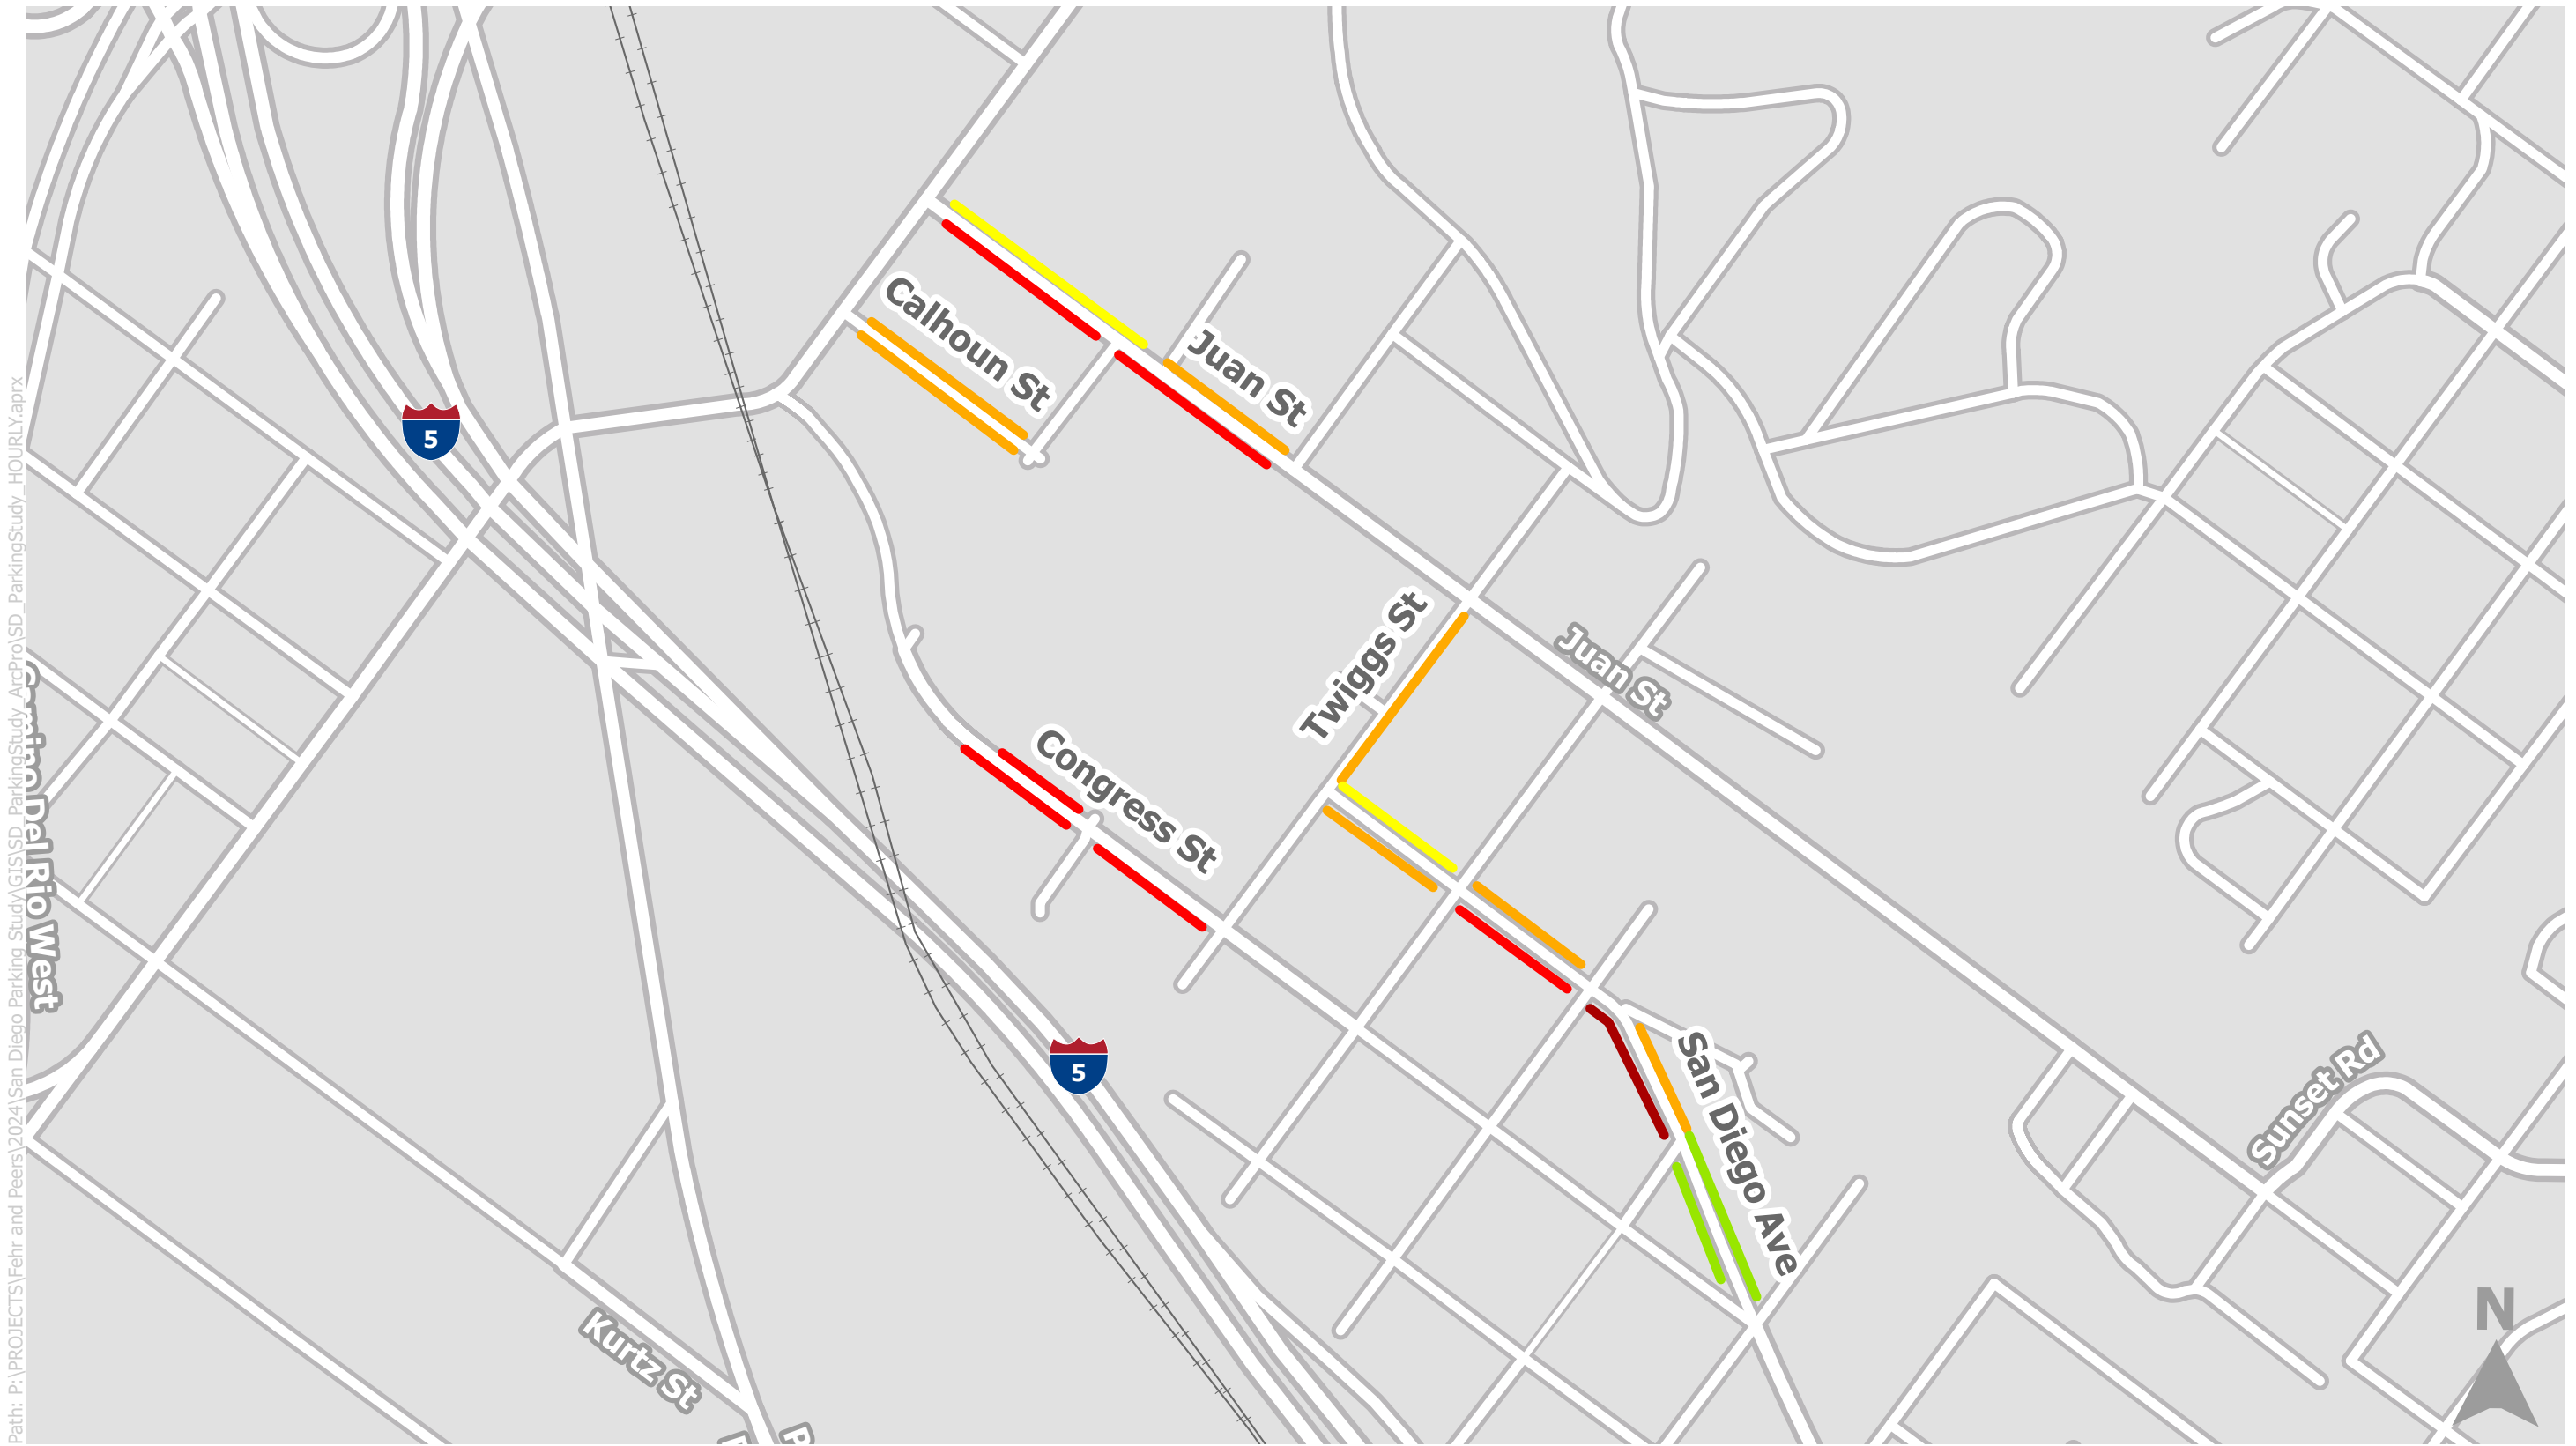 Calhoun St
Juan St
5
Twiggs St
Juan St
Congress St
Camino Del Rio West
5
San Diego Ave
Sunset Rd
N
Kurtz St
P
Path: P:\PROJECTS\Fehr and Peers\2024\San Diego Parking Study\GIS\SD_ParkingStudy_ArcPro\SD_ParkingStudy_HOURLY.aprx